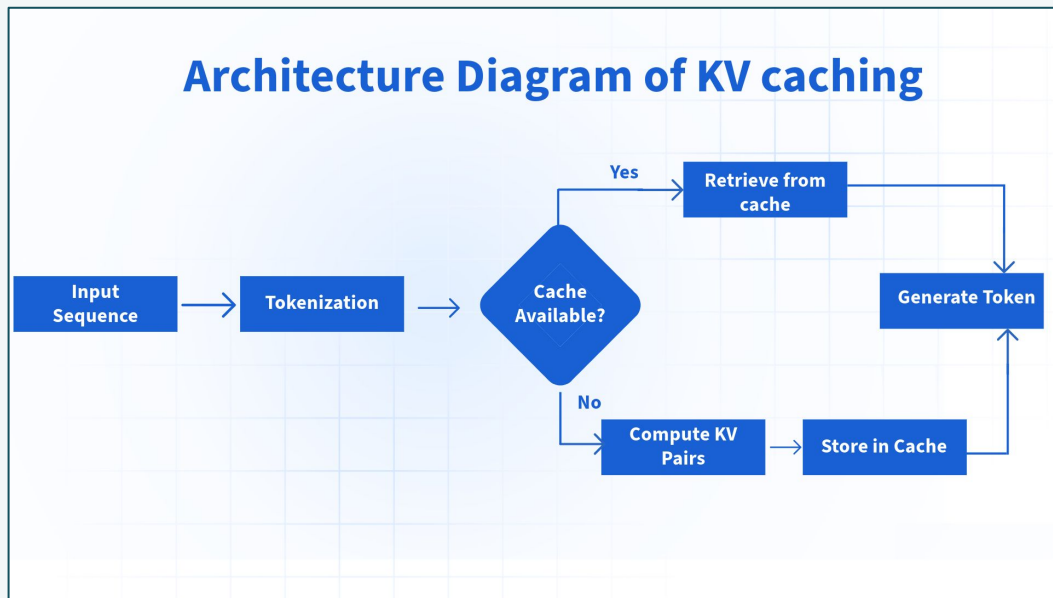 Architecture Diagram of KV caching
Yes
Retrieve from
cache
Input
Sequence
Tokenization
Cache
Available?
Generate Token
No
Compute KV
Pairs
Store in Cache